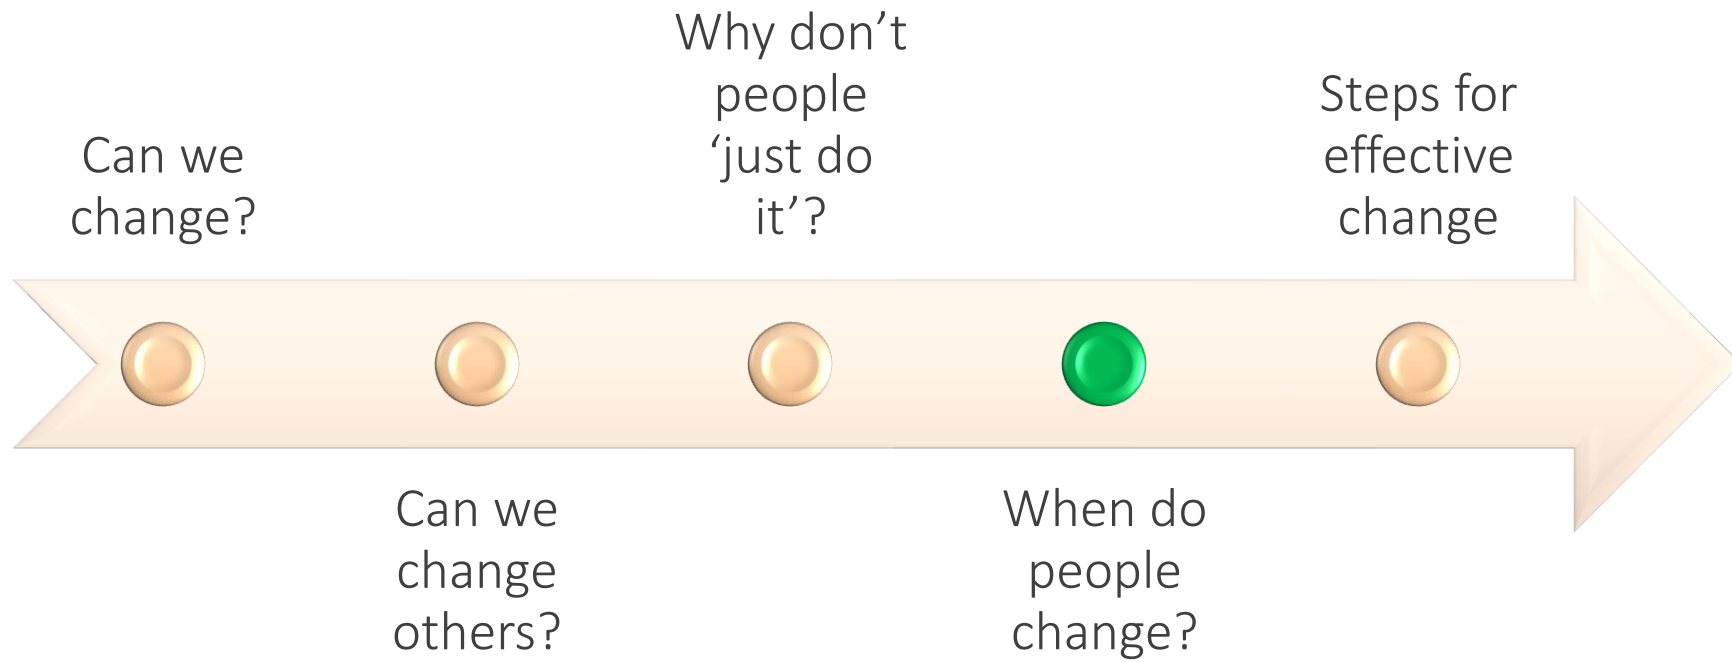 Can we
change?
Can we
change
others?
Why don’t
people
‘just do
it’?
When do
people
change?
Steps for
effective
change